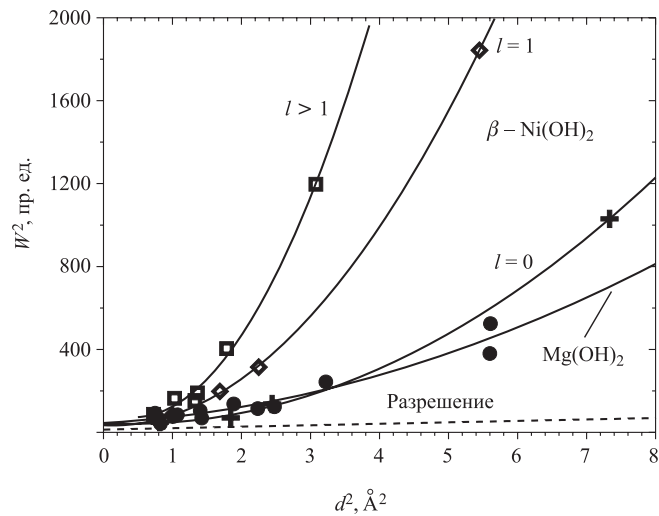 2000
1600
1200
800
400
W², пр. ед.
l > 1
l = 1
β – Ni(OH)₂
l = 0
Mg(OH)₂
Разрешение
0 1 2 3 4 5 6 7 8
d², Å²